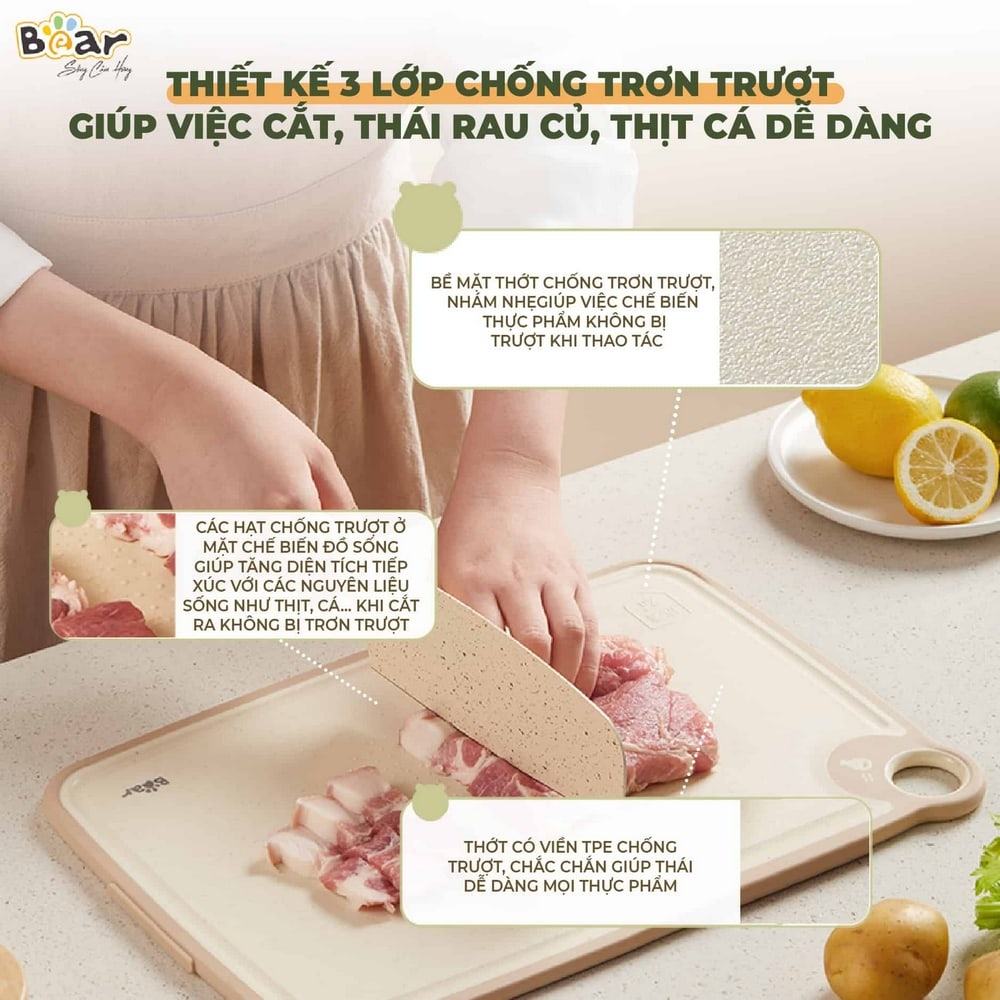 Bear
Sống Cảm Hứng
THIẾT KẾ 3 LỚP CHỐNG TRƠN TRƯỢT
GIÚP VIỆC CẮT, THÁI RAU CỦ, THỊT CÁ DỄ DÀNG
BỀ MẶT THỚT CHỐNG TRƠN TRƯỢT,
NHÁM NHẸGIÚP VIỆC CHẾ BIẾN
THỰC PHẨM KHÔNG BỊ
TRƯỢT KHI THAO TÁC
CÁC HẠT CHỐNG TRƯỢT Ở
MẶT CHẾ BIẾN ĐỒ SỐNG
GIÚP TĂNG DIỆN TÍCH TIẾP
XÚC VỚI CÁC NGUYÊN LIỆU
SỐNG NHƯ THỊT, CÁ... KHI CẮT
RA KHÔNG BỊ TRƠN TRƯỢT
Bear
THỚT CÓ VIỀN TPE CHỐNG
TRƯỢT, CHẮC CHẮN GIÚP THÁI
DỄ DÀNG MỌI THỰC PHẨM